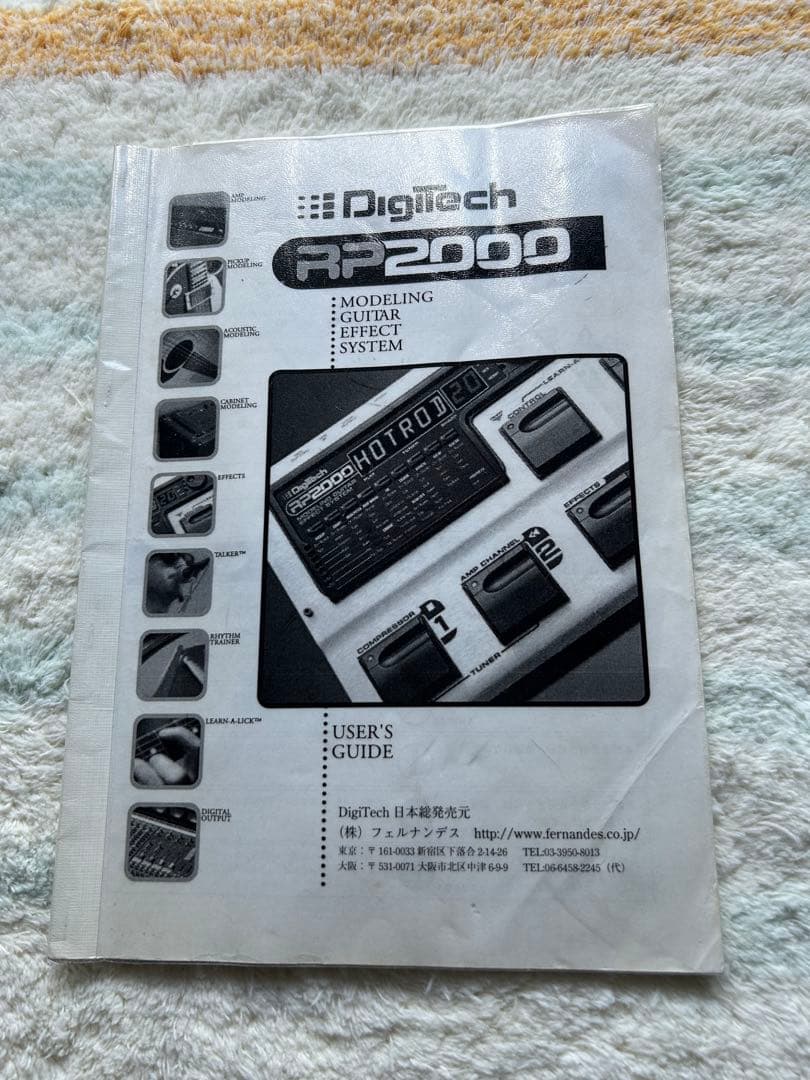 DigiTech
RP2000
MODELING
GUITAR
EFFECT
SYSTEM
AMP
MODELING
PICKUP
MODELING
ACOUSTIC
MODELING
CABINET
MODELING
EFFECTS
TALKER™
RHYTHM
TRAINER
LEARN-A-LICK™
DIGITAL
OUTPUT
HOTROD 20
DigiTech
RP2000
MODELING GUITAR
EFFECT SYSTEM
CONTROL
LEARN-A
EFFECTS
AMP CHANNEL
2
COMPRESSOR
1
TUNER
USER'S
GUIDE
DigiTech 日本総発売元
(株) フェルナンデス http://www.fernandes.co.jp/
東京:〒161-0033 新宿区下落合 2-14-26 TEL:03-3950-8013
大阪:〒531-0071 大阪市北区中津 6-9-9 TEL:06-6458-2245(代)